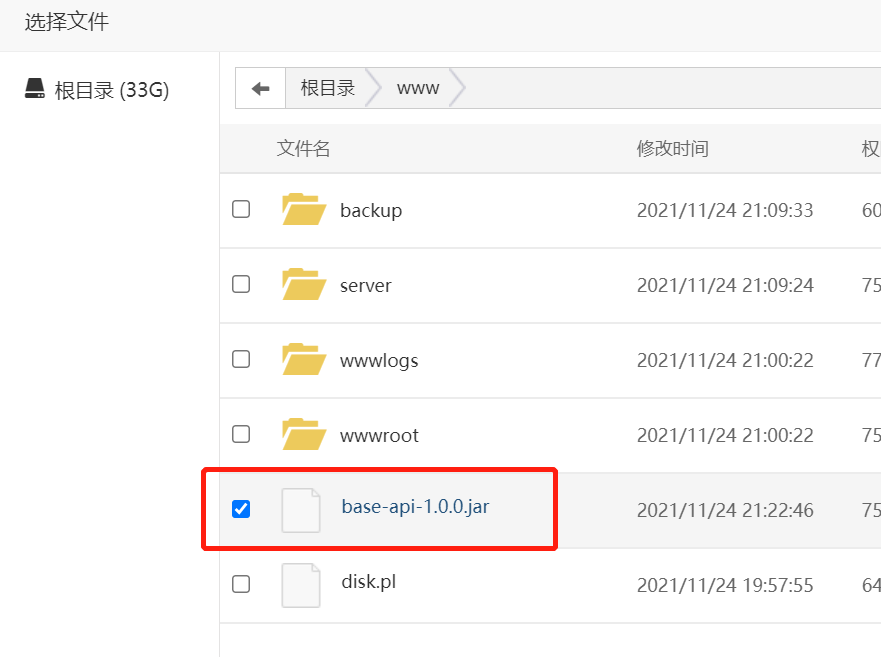 选择文件
根目录 (33G)
根目录 www
文件名 修改时间 权
backup 2021/11/24 21:09:33 60
server 2021/11/24 21:09:24 75
wwwlogs 2021/11/24 21:00:22 77
wwwroot 2021/11/24 21:00:22 75
base-api-1.0.0.jar 2021/11/24 21:22:46 75
disk.pl 2021/11/24 19:57:55 64